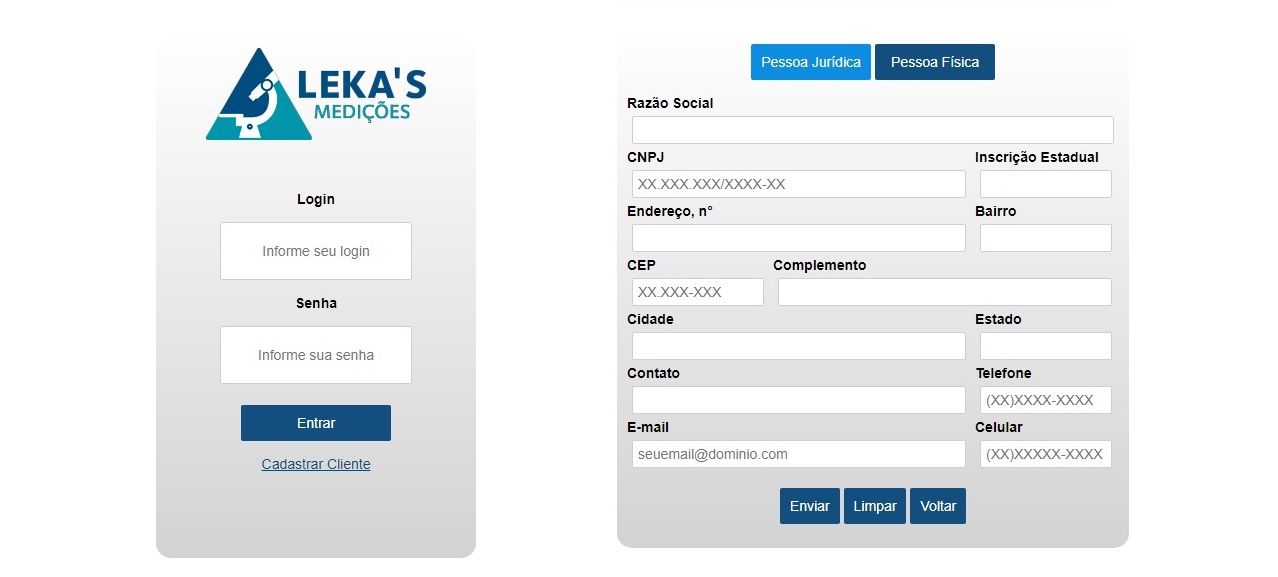 LEKA'S
MEDIÇÕES
Login
Informe seu login
Senha
Informe sua senha
Entrar
Cadastrar Cliente
Pessoa Jurídica Pessoa Física
Razão Social
CNPJ Inscrição Estadual
XX.XXX.XXX/XXXX-XX
Endereço, n° Bairro
CEP Complemento
XX.XXX-XXX
Cidade Estado
Contato Telefone
(XX)XXXX-XXXX
E-mail Celular
seuemail@dominio.com (XX)XXXXX-XXXX
Enviar Limpar Voltar